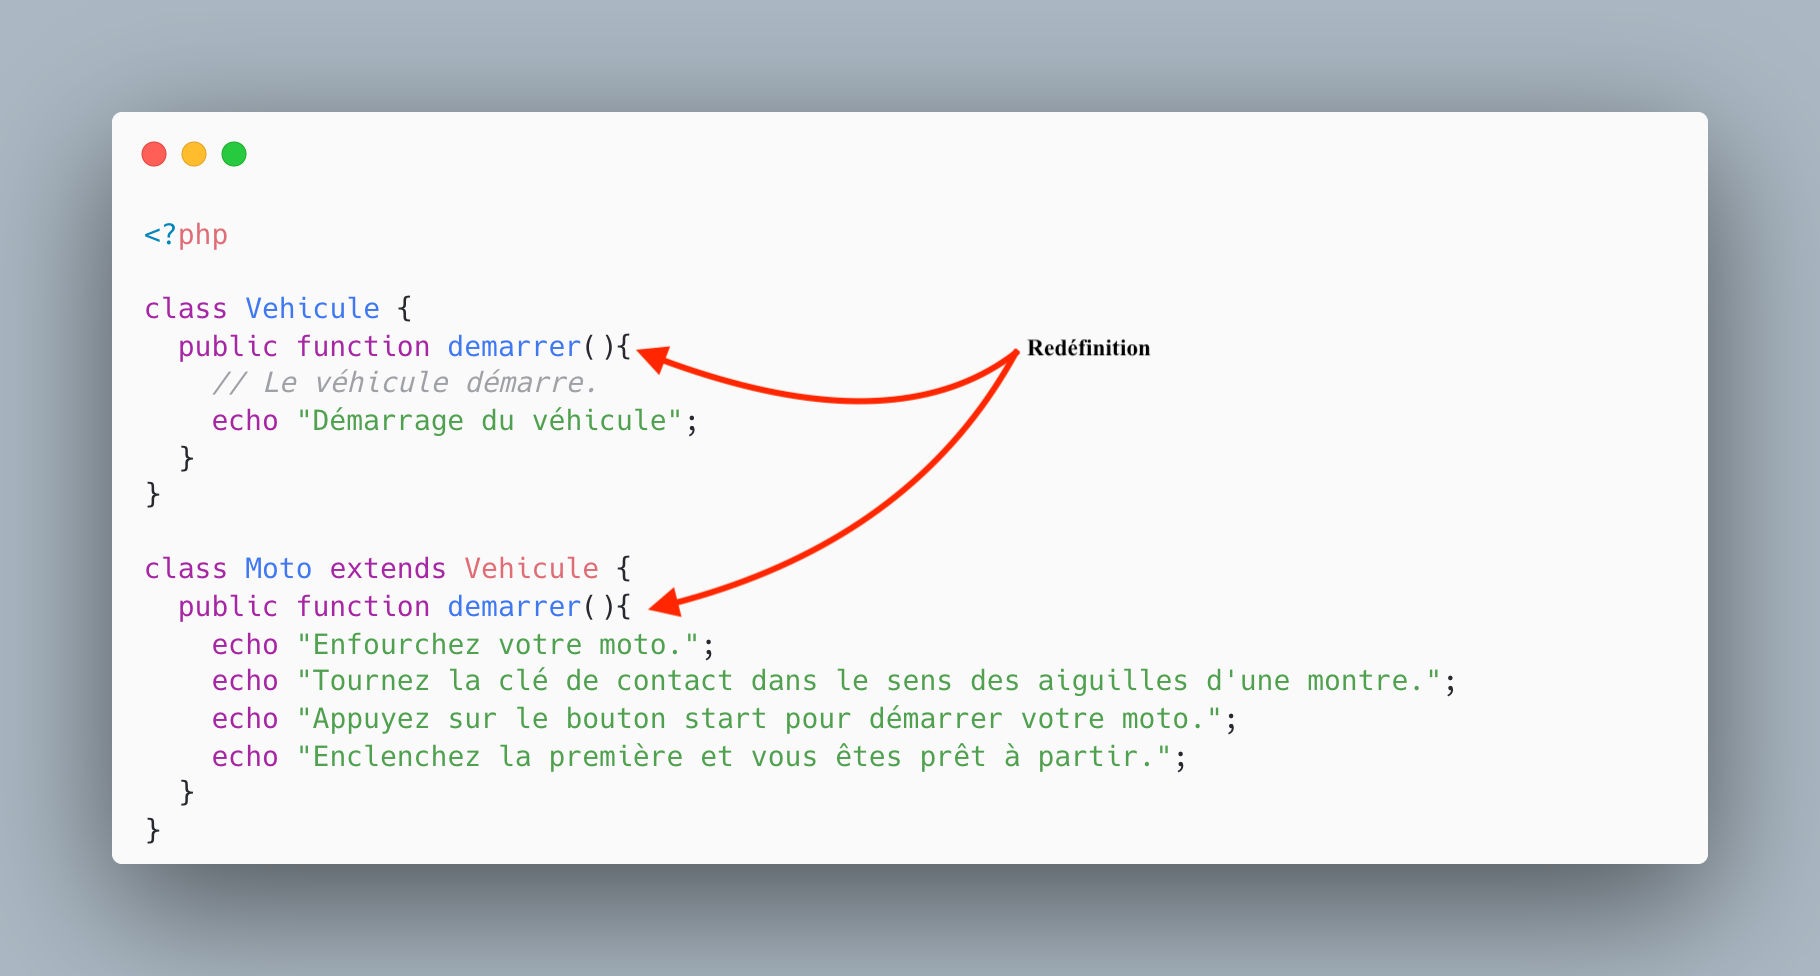 <?php
class Vehicule {
public function demarrer(){
Redéfinition
// Le véhicule démarre.
echo "Démarrage du véhicule";
}
}
class Moto extends Vehicule {
public function demarrer(){
echo "Enfourchez votre moto.";
echo "Tournez la clé de contact dans le sens des aiguilles d'une montre.";
echo "Appuyez sur le bouton start pour démarrer votre moto.";
echo "Enclenchez la première et vous êtes prêt à partir.";
}
}